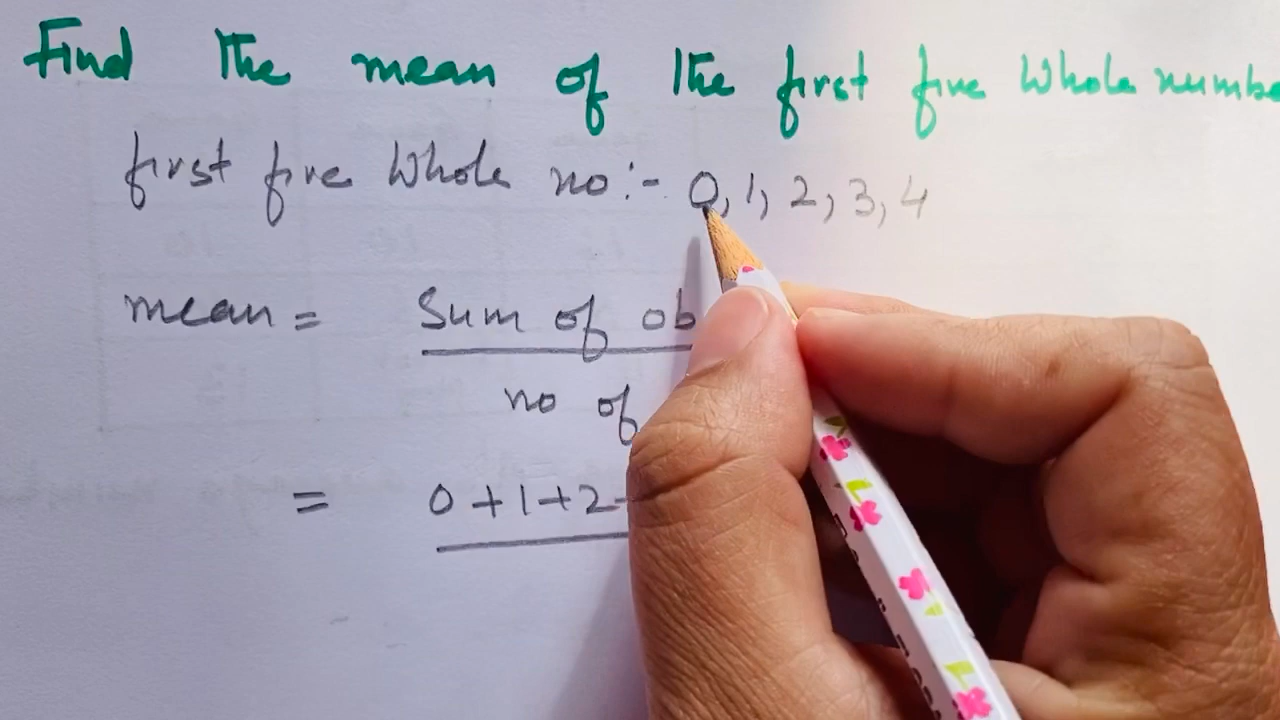 Find the mean of the first five whole numbe
first five whole no:- 0, 1, 2, 3, 4
mean = Sum of ob
no of
= 0+1+2